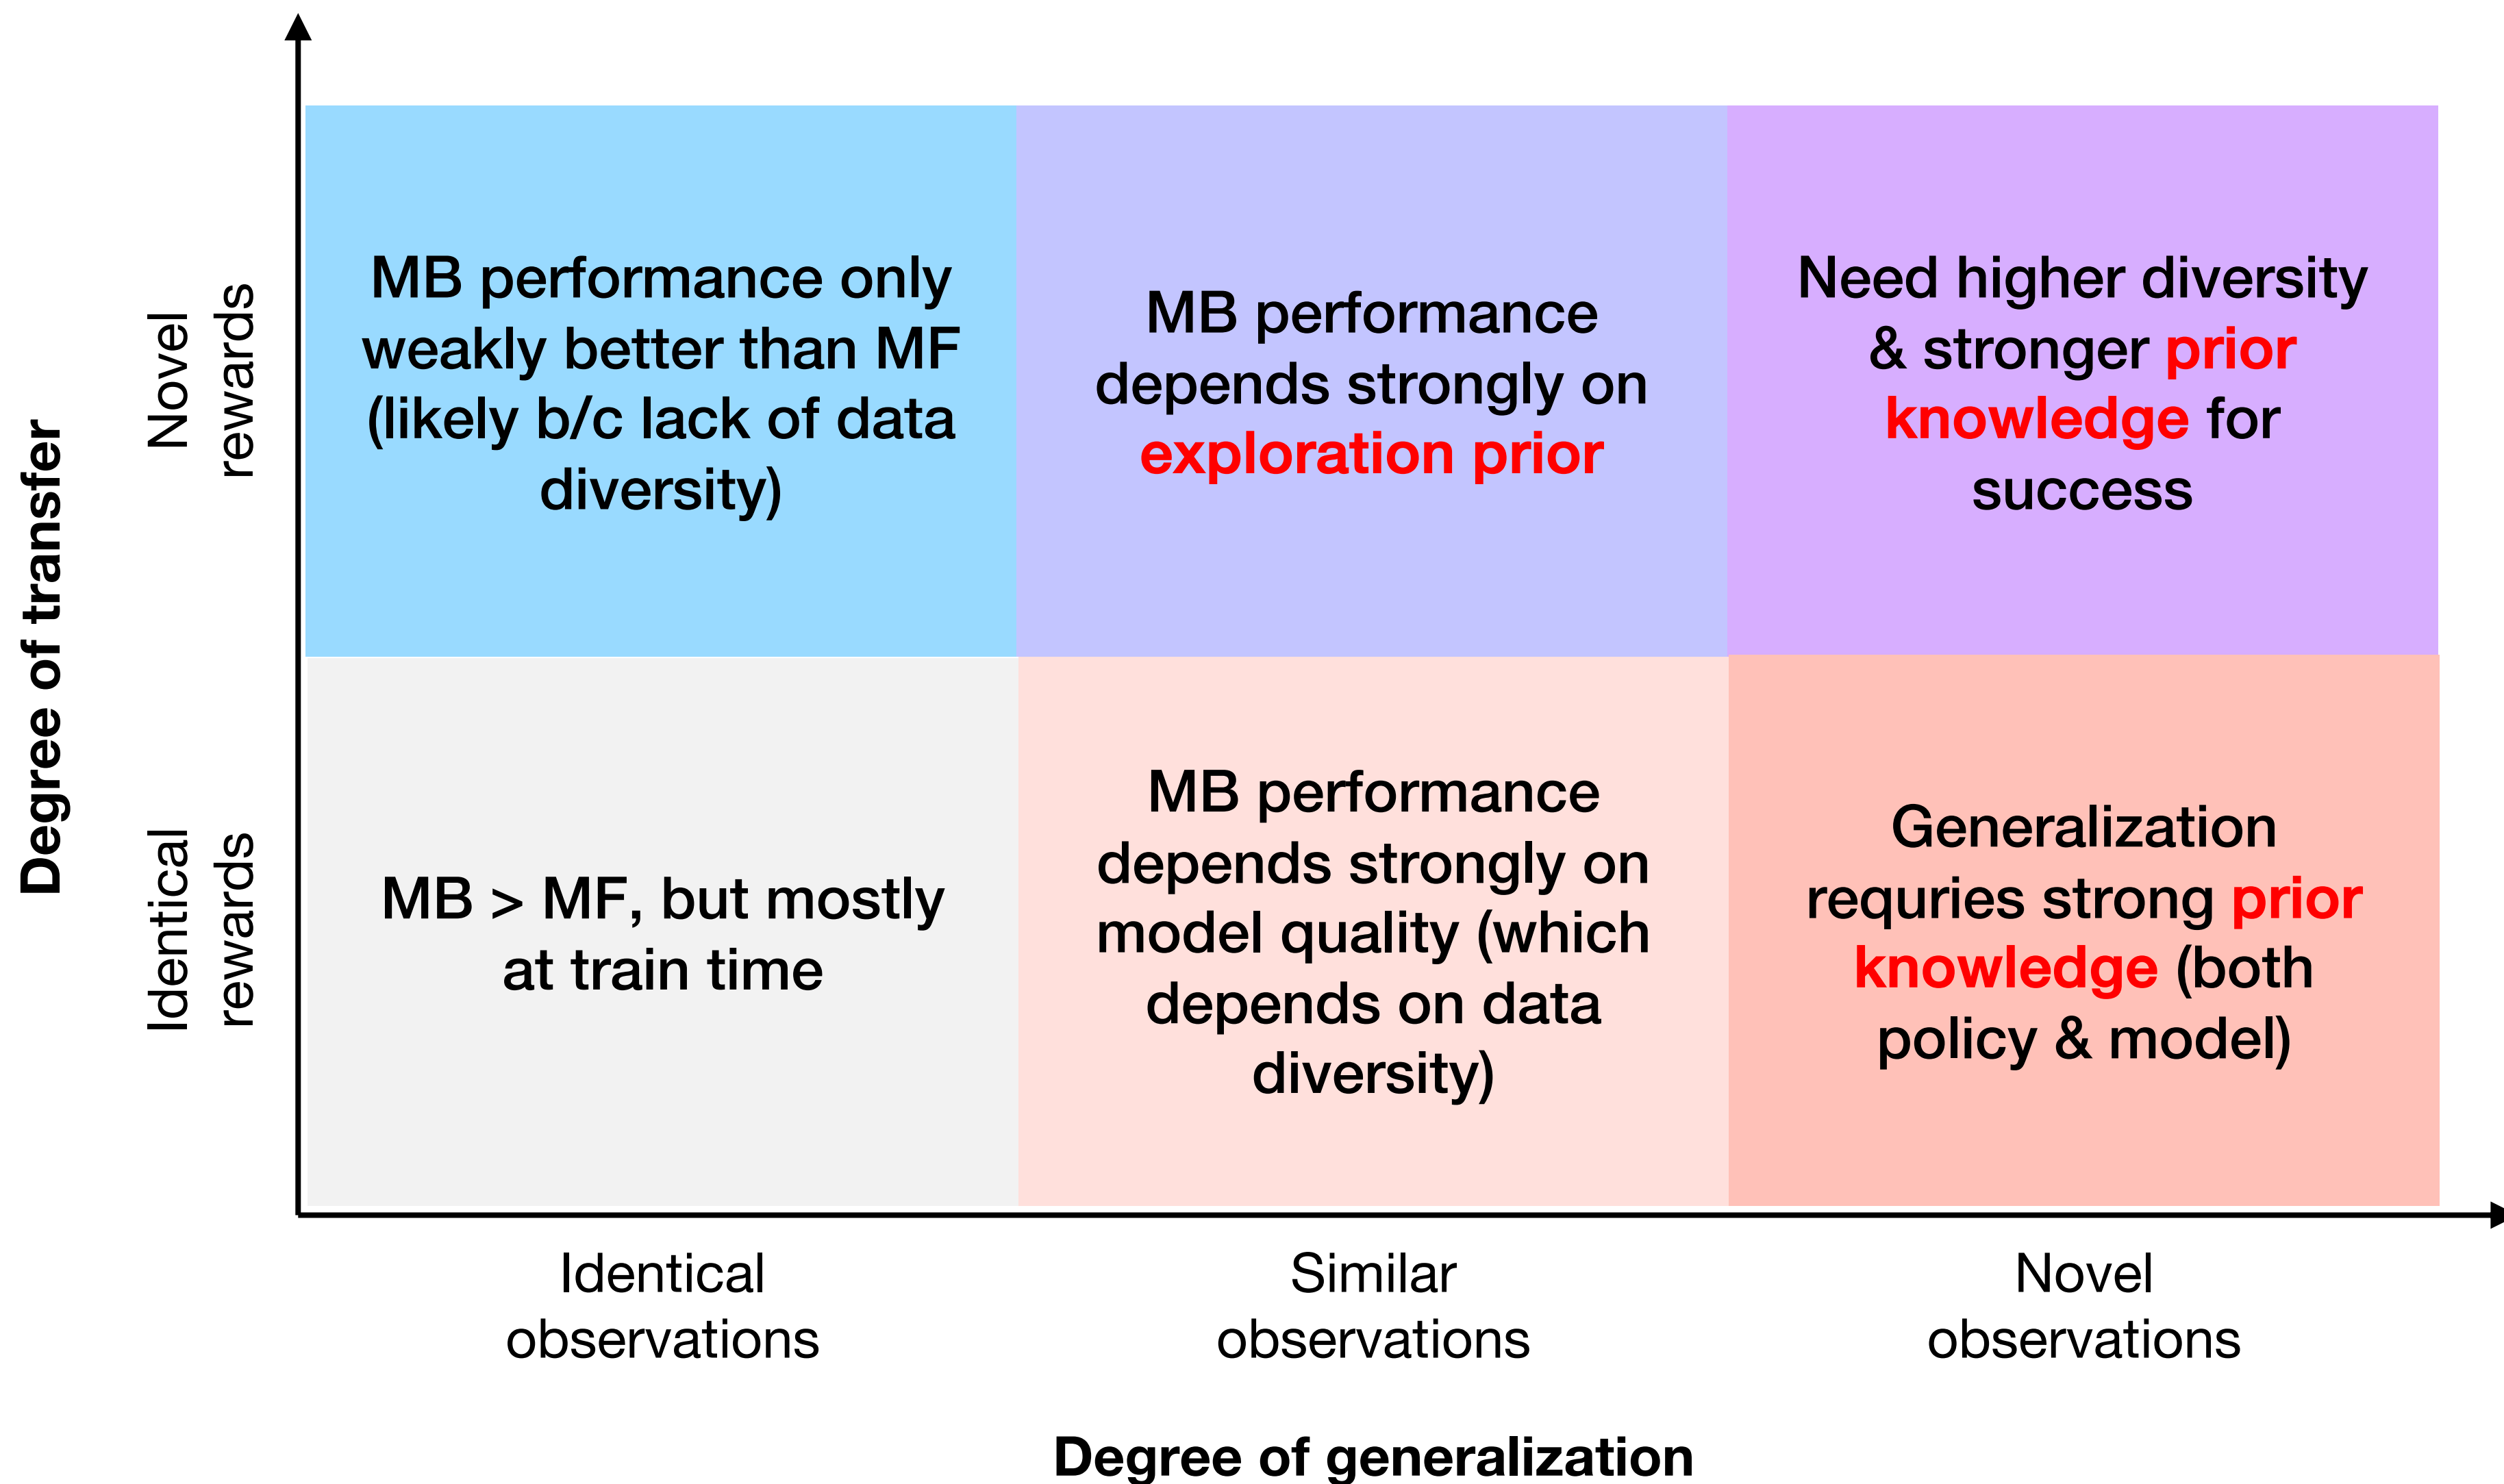 Degree of transfer
Novel
rewards
Identical
rewards
MB performance only
weakly better than MF
(likely b/c lack of data
diversity)
MB performance
depends strongly on
exploration prior
Need higher diversity
& stronger prior
knowledge for
success
MB > MF, but mostly
at train time
MB performance
depends strongly on
model quality (which
depends on data
diversity)
Generalization
requries strong prior
knowledge (both
policy & model)
Identical
observations
Similar
observations
Novel
observations
Degree of generalization